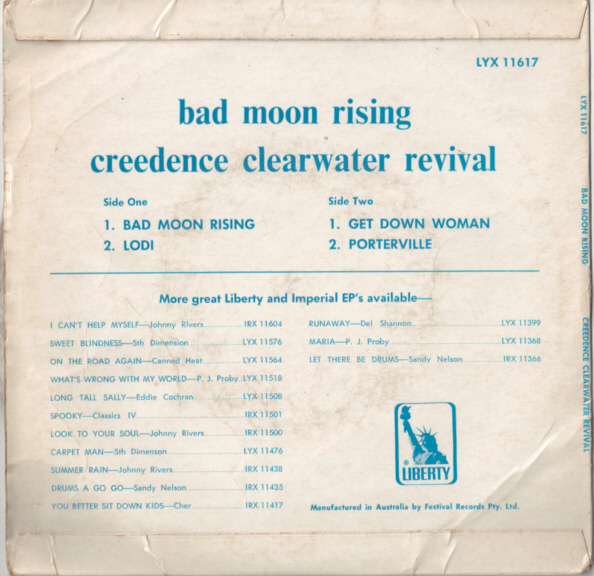 LYX 11617
bad moon rising
creedence clearwater revival
Side One
1. BAD MOON RISING
2. LODI
Side Two
1. GET DOWN WOMAN
2. PORTERVILLE
More great Liberty and Imperial EP's available—
I CAN'T HELP MYSELF—Johnny Rivers IRX 11604
SWEET BLINDNESS—5th Dimension LYX 11576
ON THE ROAD AGAIN—Canned Heat LYX 11564
WHAT'S WRONG WITH MY WORLD—P. J. Proby LYX 11518
LONG TALL SALLY—Eddie Cochran LYX 11508
SPOOKY—Classics IV IRX 11501
LOOK TO YOUR SOUL—Johnny Rivers IRX 11500
CARPET MAN—5th Dimenson LYX 11476
SUMMER RAIN—Johnny Rivers IRX 11438
DRUMS A GO GO—Sandy Nelson IRX 11435
YOU BETTER SIT DOWN KIDS—Cher IRX 11417
RUNAWAY—Del Shannon LYX 11399
MARIA—P. J. Proby LYX 11368
LET THERE BE DRUMS—Sandy Nelson IRX 11366
® LIBERTY
Manufactured in Australia by Festival Records Pty. Ltd.
LYX 11617 BAD MOON RISING CREEDENCE CLEARWATER REVIVAL